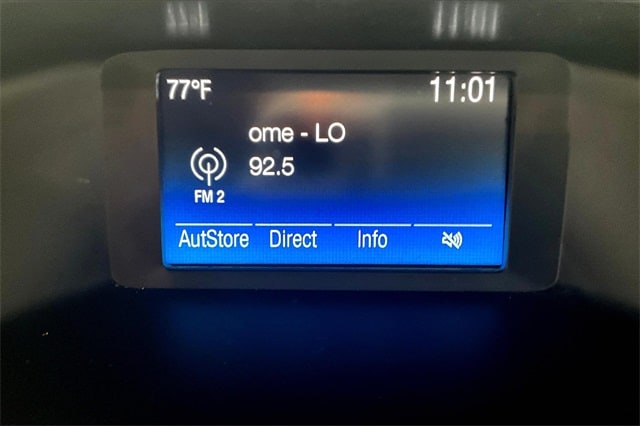 77°F 11:01
ome - LO
92.5
FM 2
AutStore Direct Info